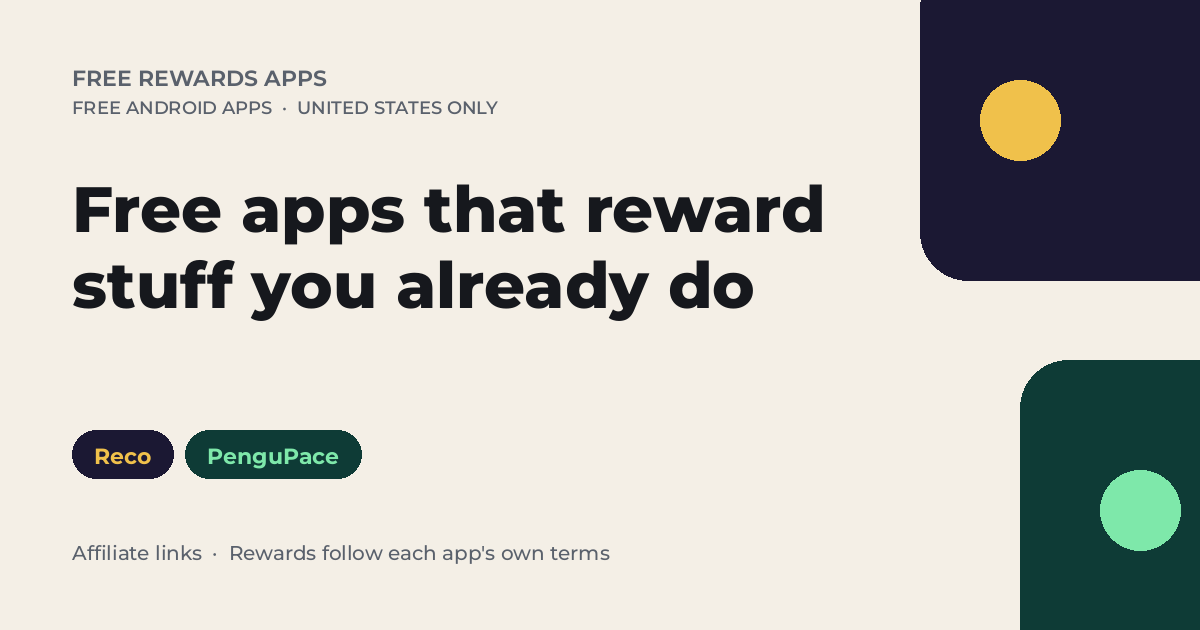 FREE REWARDS APPS
FREE ANDROID APPS · UNITED STATES ONLY
Free apps that reward
stuff you already do
Reco
PenguPace
Affiliate links · Rewards follow each app's own terms